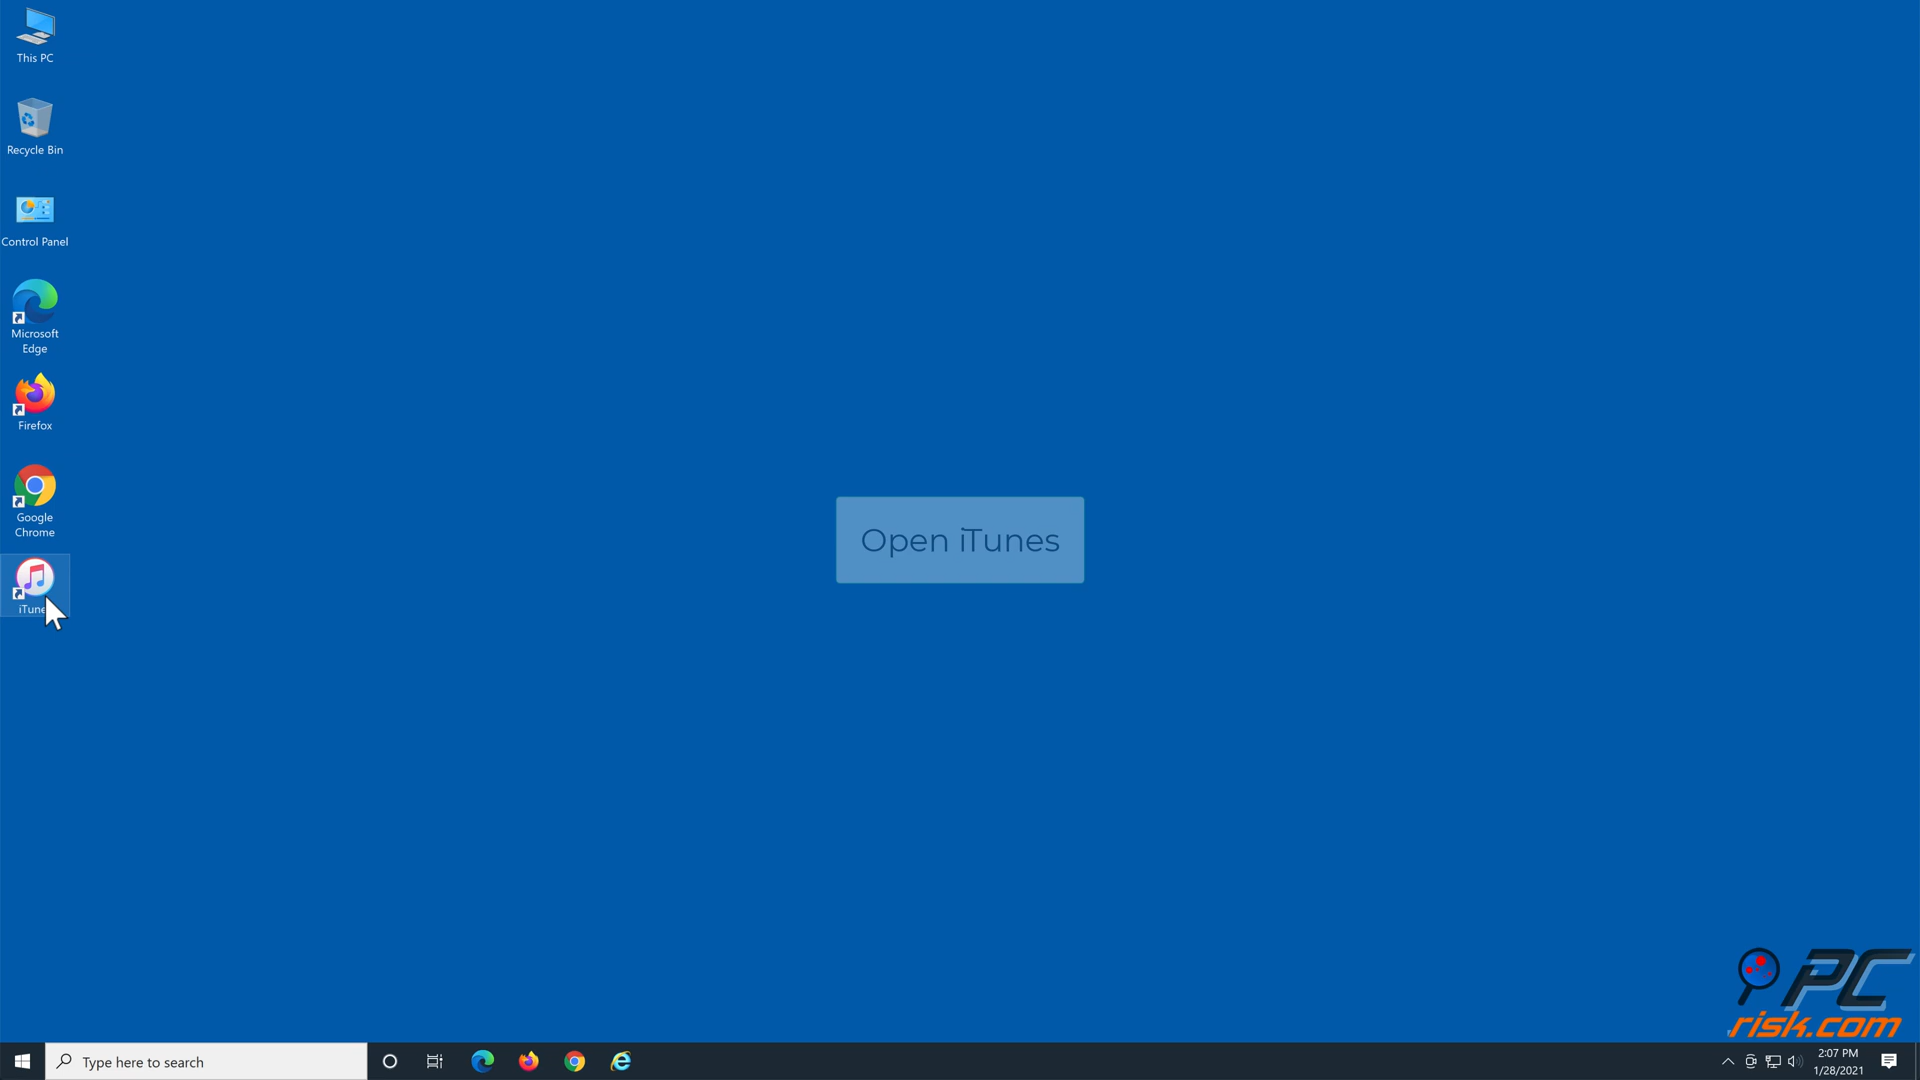 This PC
Recycle Bin
Control Panel
Microsoft
Edge
Firefox
Google
Chrome
Open iTunes
PC
risk.com
Type here to search
2:07 PM
1/28/2021